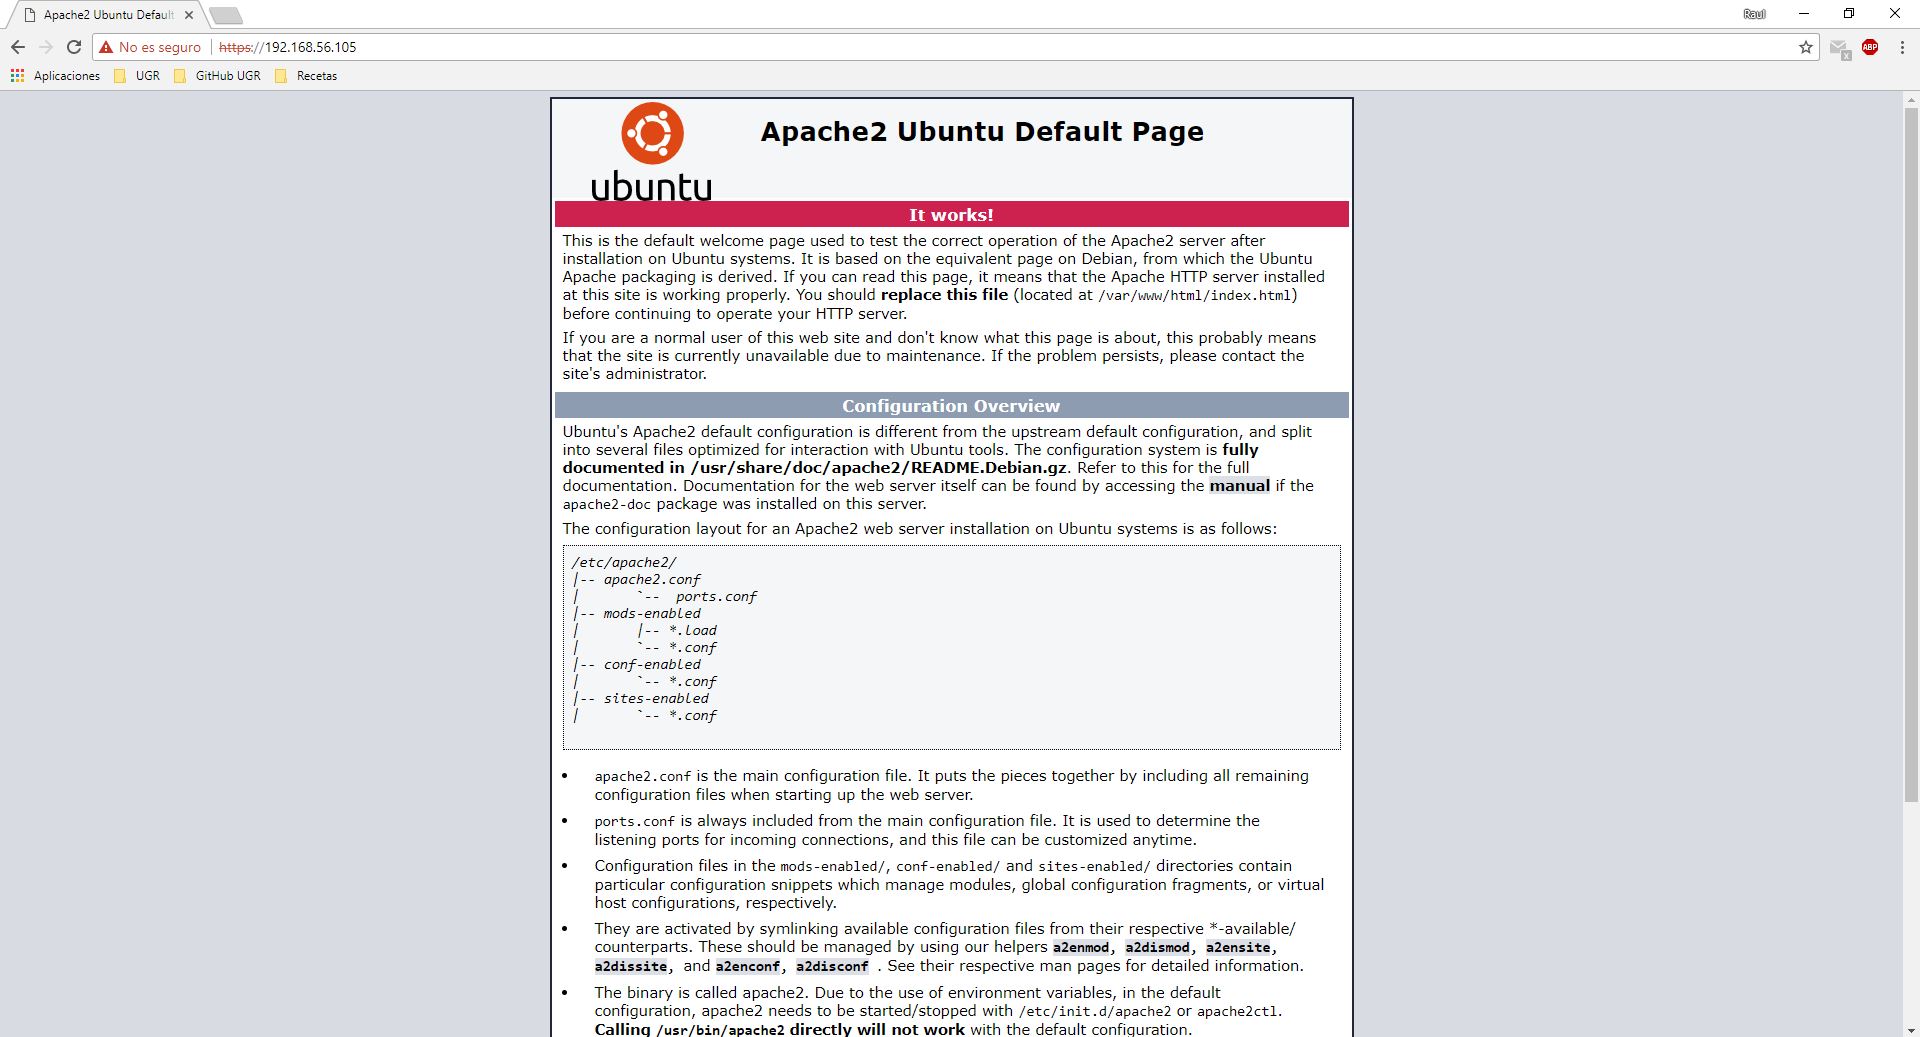 Apache2 Ubuntu Default
Raul
No es seguro https://192.168.56.105
ABP
Aplicaciones UGR GitHub UGR Recetas
ubuntu
Apache2 Ubuntu Default Page
It works!
This is the default welcome page used to test the correct operation of the Apache2 server after
installation on Ubuntu systems. It is based on the equivalent page on Debian, from which the Ubuntu
Apache packaging is derived. If you can read this page, it means that the Apache HTTP server installed
at this site is working properly. You should replace this file (located at /var/www/html/index.html)
before continuing to operate your HTTP server.
If you are a normal user of this web site and don't know what this page is about, this probably means
that the site is currently unavailable due to maintenance. If the problem persists, please contact the
site's administrator.
Configuration Overview
Ubuntu's Apache2 default configuration is different from the upstream default configuration, and split
into several files optimized for interaction with Ubuntu tools. The configuration system is fully
documented in /usr/share/doc/apache2/README.Debian.gz. Refer to this for the full
documentation. Documentation for the web server itself can be found by accessing the manual if the
apache2-doc package was installed on this server.
The configuration layout for an Apache2 web server installation on Ubuntu systems is as follows:
/etc/apache2/
|-- apache2.conf
|       `--  ports.conf
|-- mods-enabled
|       |-- *.load
|       `-- *.conf
|-- conf-enabled
|       `-- *.conf
|-- sites-enabled
|       `-- *.conf
• apache2.conf is the main configuration file. It puts the pieces together by including all remaining
configuration files when starting up the web server.
• ports.conf is always included from the main configuration file. It is used to determine the
listening ports for incoming connections, and this file can be customized anytime.
• Configuration files in the mods-enabled/, conf-enabled/ and sites-enabled/ directories contain
particular configuration snippets which manage modules, global configuration fragments, or virtual
host configurations, respectively.
• They are activated by symlinking available configuration files from their respective *-available/
counterparts. These should be managed by using our helpers a2enmod, a2dismod, a2ensite,
a2dissite, and a2enconf, a2disconf . See their respective man pages for detailed information.
• The binary is called apache2. Due to the use of environment variables, in the default
configuration, apache2 needs to be started/stopped with /etc/init.d/apache2 or apache2ctl.
Calling /usr/bin/apache2 directly will not work with the default configuration.